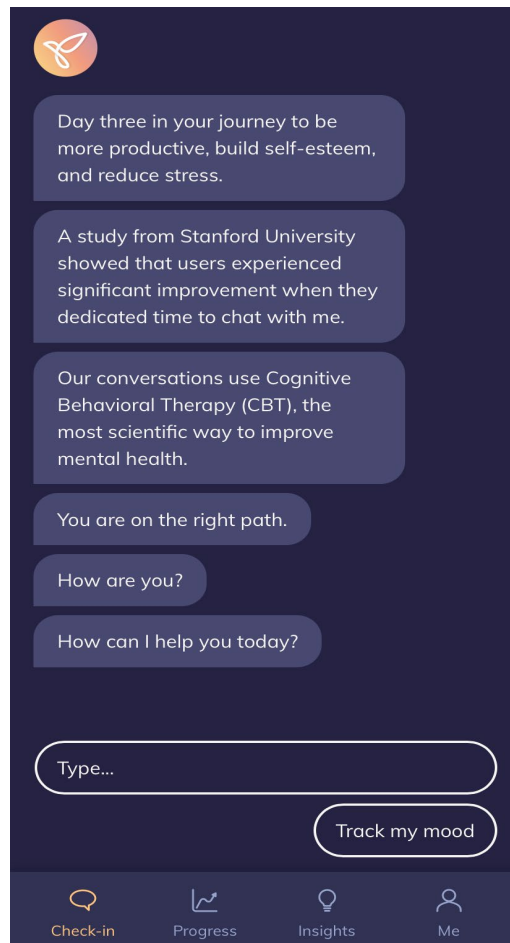 Day three in your journey to be
more productive, build self-esteem,
and reduce stress.
A study from Stanford University
showed that users experienced
significant improvement when they
dedicated time to chat with me.
Our conversations use Cognitive
Behavioral Therapy (CBT), the
most scientific way to improve
mental health.
You are on the right path.
How are you?
How can I help you today?
Type...
Track my mood
Check-in Progress Insights Me